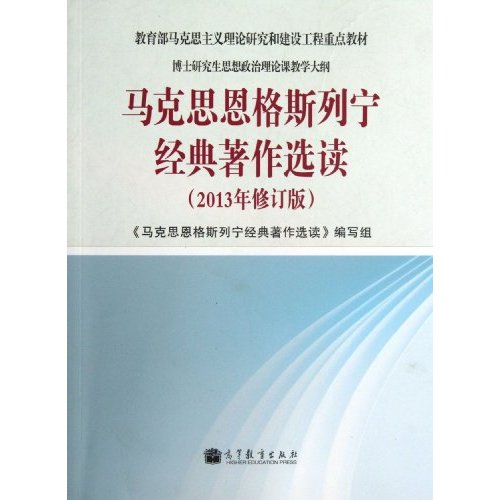 教育部马克思主义理论研究和建设工程重点教材
博士研究生思想政治理论课教学大纲
马克思恩格斯列宁
经典著作选读
(2013年修订版)
《马克思恩格斯列宁经典著作选读》编写组
高等教育出版社
HIGHER EDUCATION PRESS